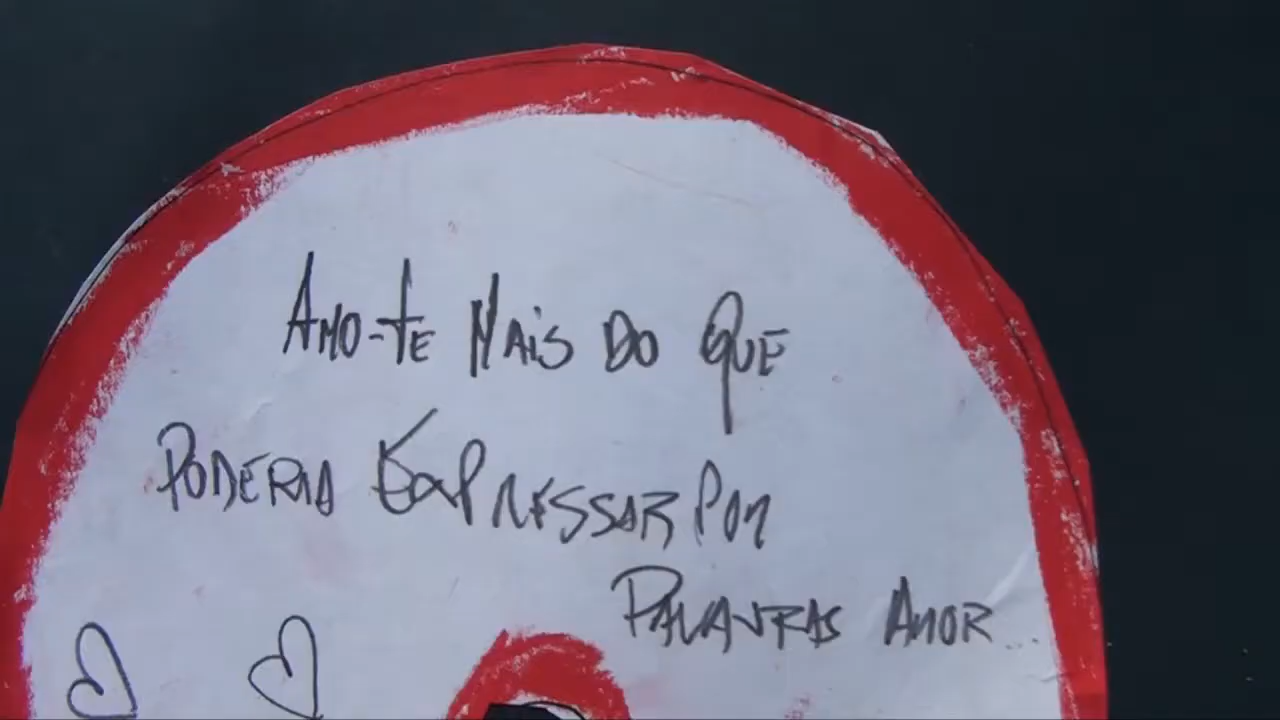 AMO-TE MAIS DO QUE
PODERIA EXPRESSAR POR
PALAVRAS AMOR...